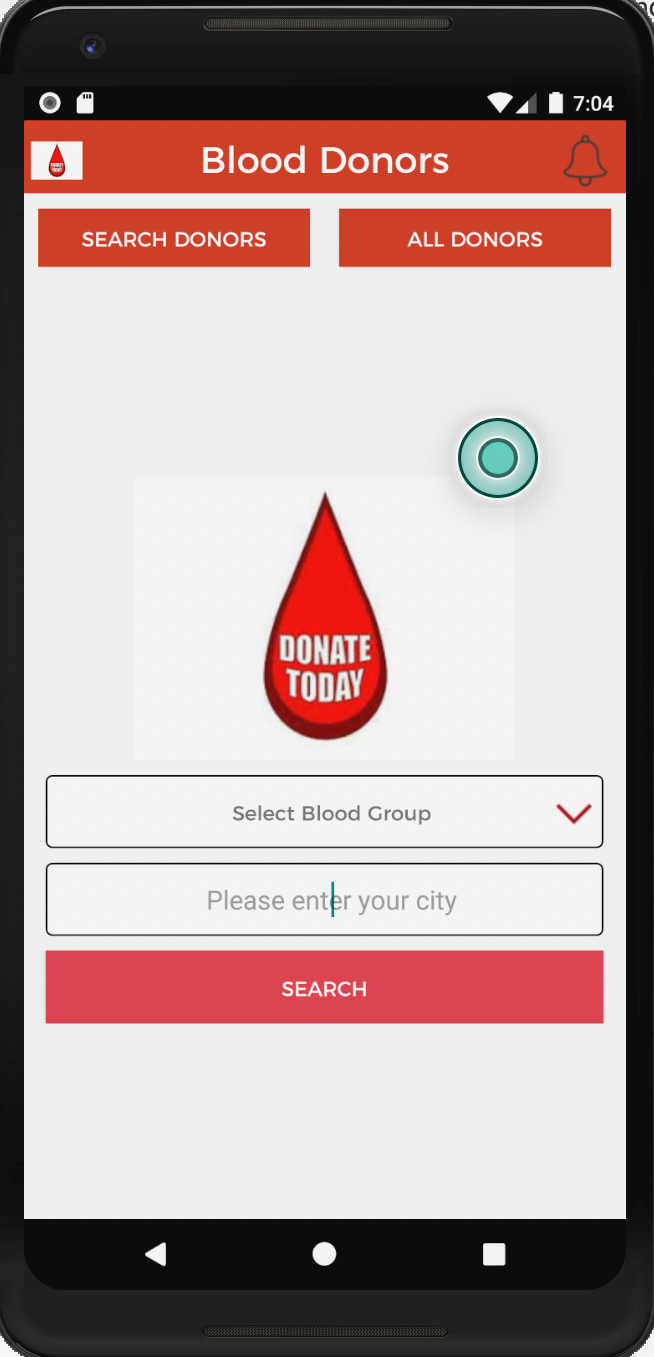 7:04
Blood Donors
SEARCH DONORS
ALL DONORS
DONATE
TODAY
Select Blood Group
Please enter your city
SEARCH